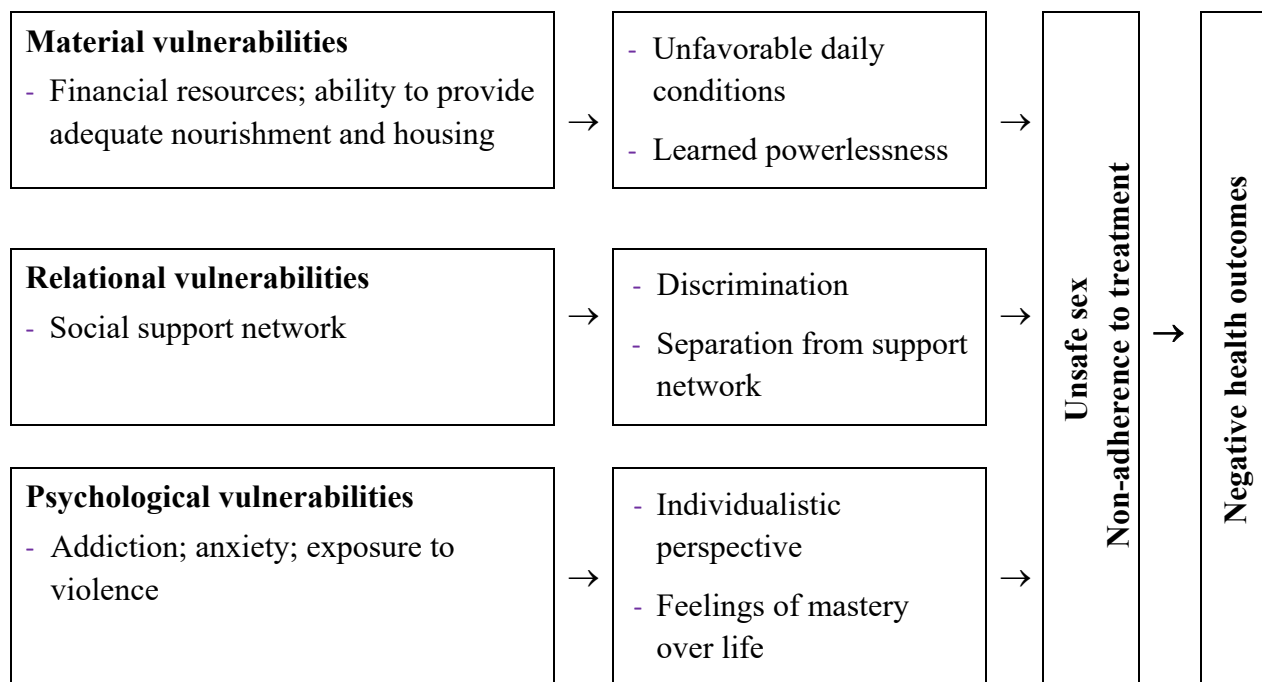 Material vulnerabilities
- Financial resources; ability to provide
adequate nourishment and housing
→
- Unfavorable daily
conditions
- Learned powerlessness
→
Relational vulnerabilities
- Social support network
→
- Discrimination
- Separation from support
network
→
Psychological vulnerabilities
- Addiction; anxiety; exposure to
violence
→
- Individualistic
perspective
- Feelings of mastery
over life
→
Unsafe sex
Non-adherence to treatment
→
Negative health outcomes